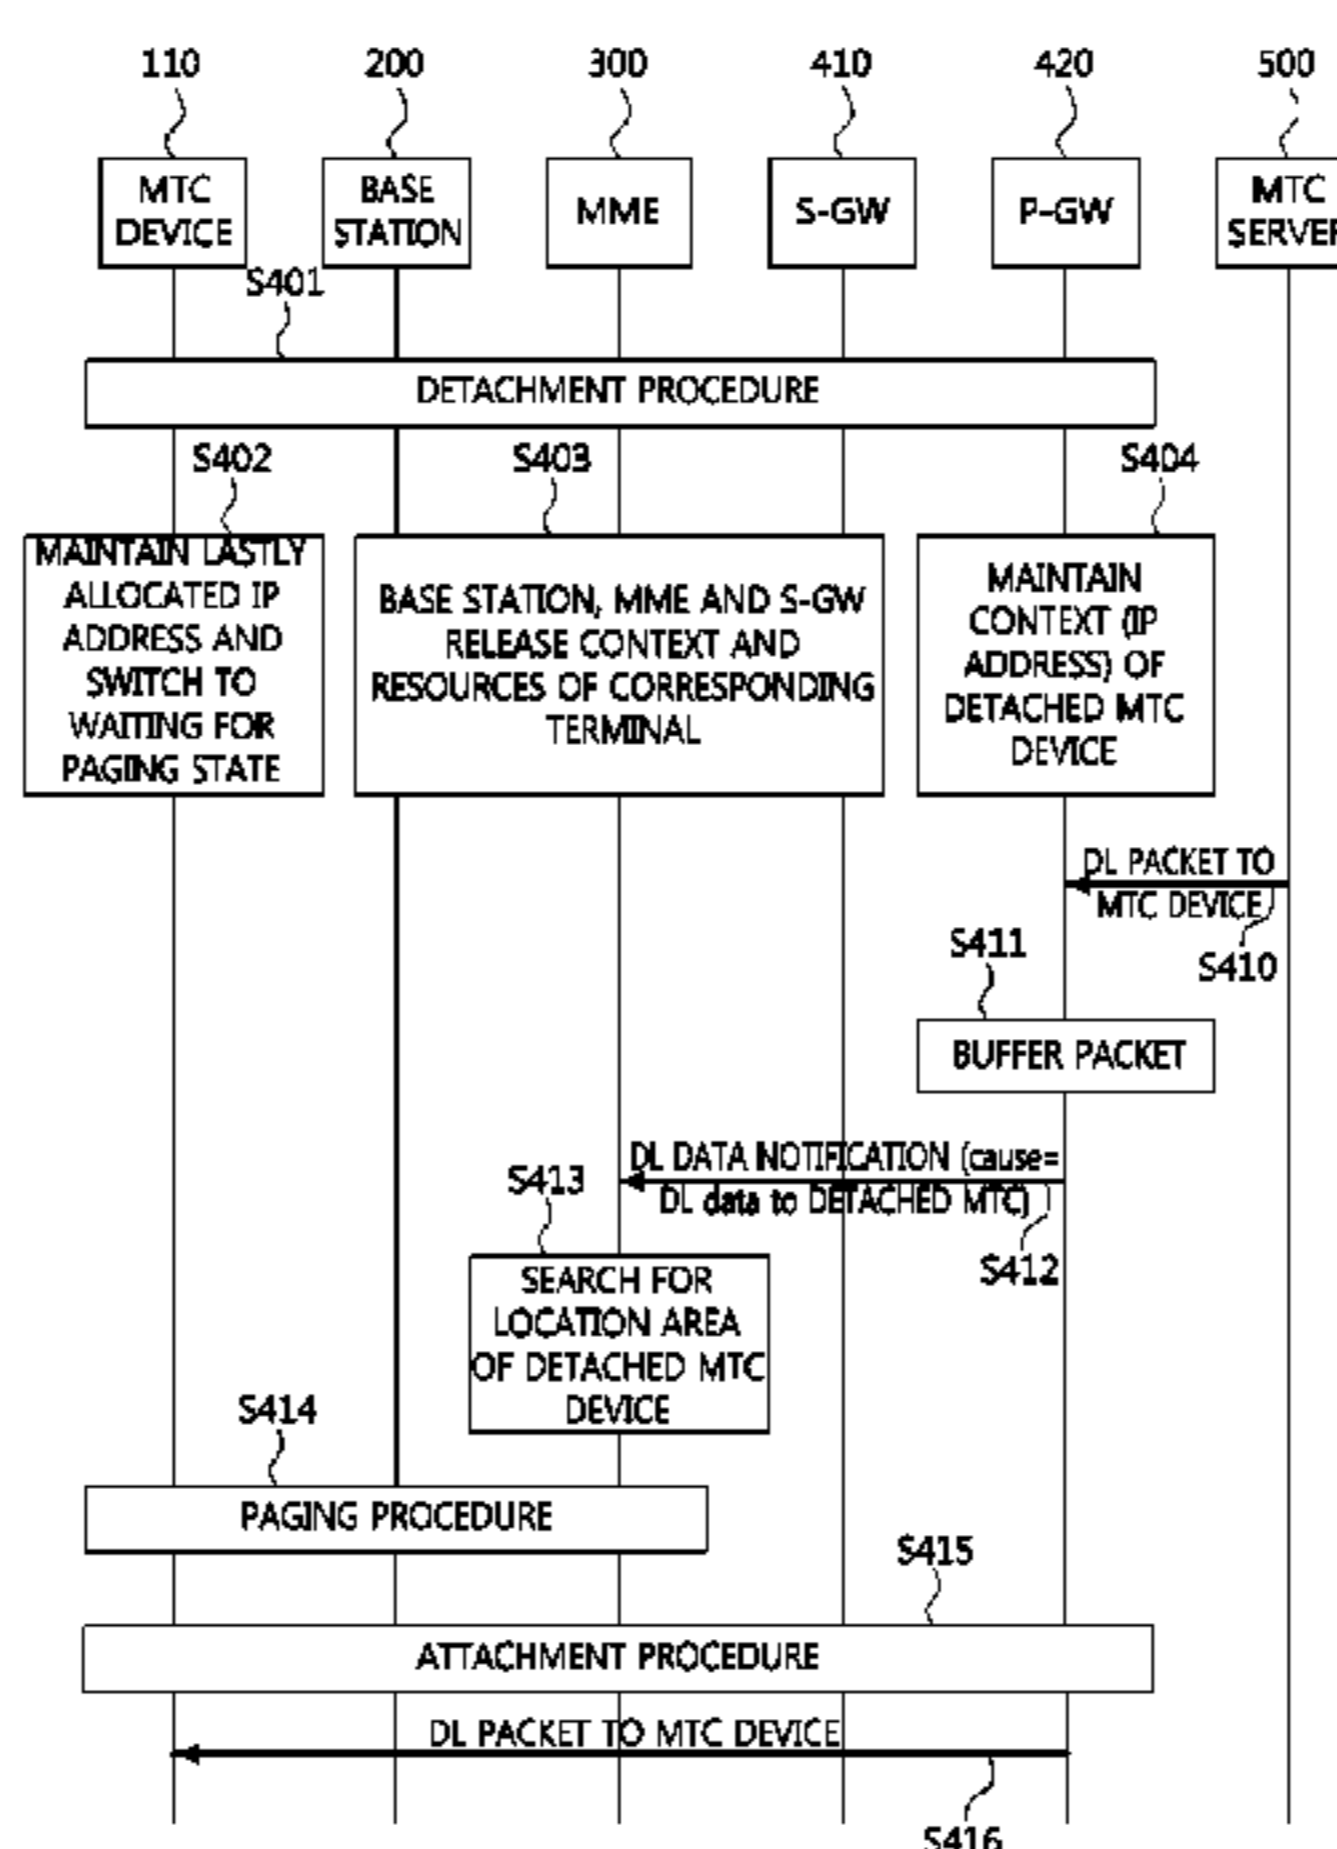 110 200 300 410 420 500
MTC
DEVICE
BASE
STATION
MME
S-GW
P-GW
MTC
SERVER
S401
DETACHMENT PROCEDURE
S402 S403 S404
MAINTAIN LASTLY
ALLOCATED IP
ADDRESS AND
SWITCH TO
WAITING FOR
PAGING STATE
BASE STATION, MME AND S-GW
RELEASE CONTEXT AND
RESOURCES OF CORRESPONDING
TERMINAL
MAINTAIN
CONTEXT (IP
ADDRESS) OF
DETACHED MTC
DEVICE
DL PACKET TO
MTC DEVICE
S410
S411
BUFFER PACKET
DL DATA NOTIFICATION (cause=
DL data to DETACHED MTC)
S412
S413
SEARCH FOR
LOCATION AREA
OF DETACHED MTC
DEVICE
S414
PAGING PROCEDURE
S415
ATTACHMENT PROCEDURE
DL PACKET TO MTC DEVICE
S416